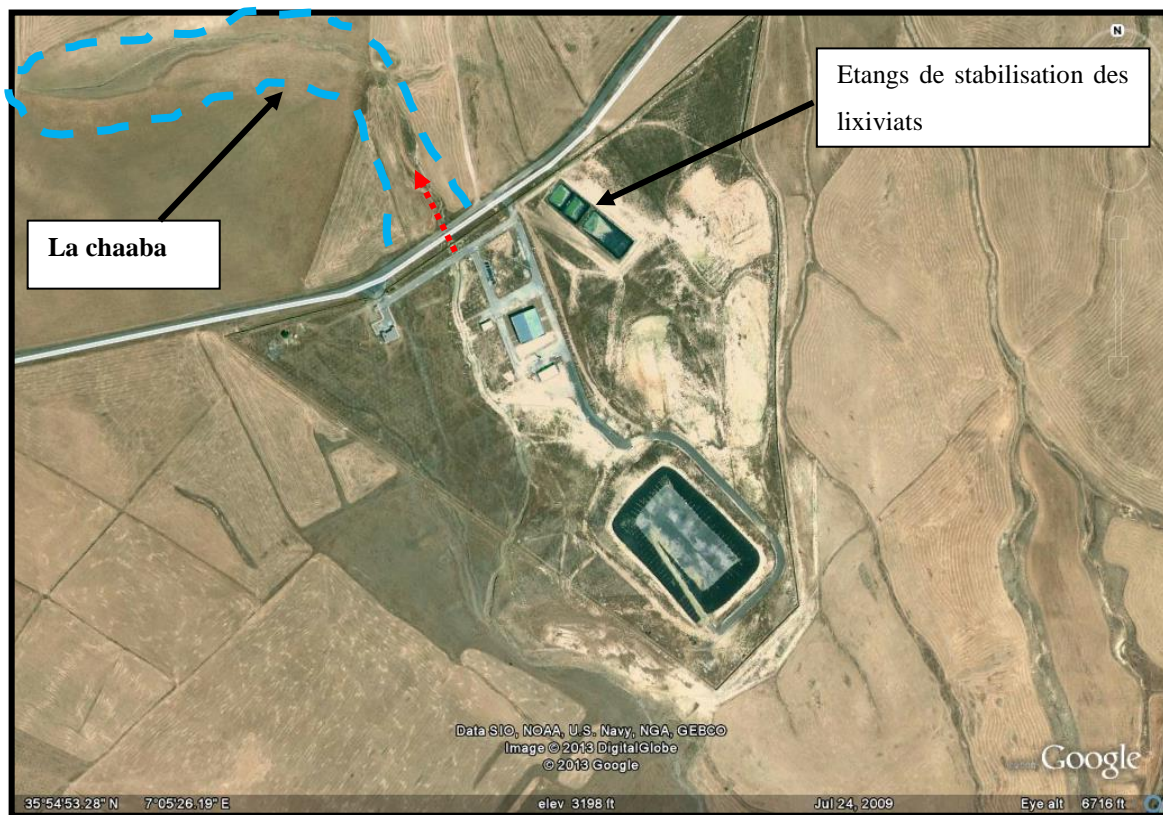 N
Etangs de stabilisation des
lixiviats
La chaaba
Data SIO, NOAA, U.S. Navy, NGA, GEBCO
Image © 2013 DigitalGlobe
© 2013 Google
Google
35°54'53.28" N 7°05'26.19" E elev 3198 ft Jul 24, 2009 Eye alt 6716 ft